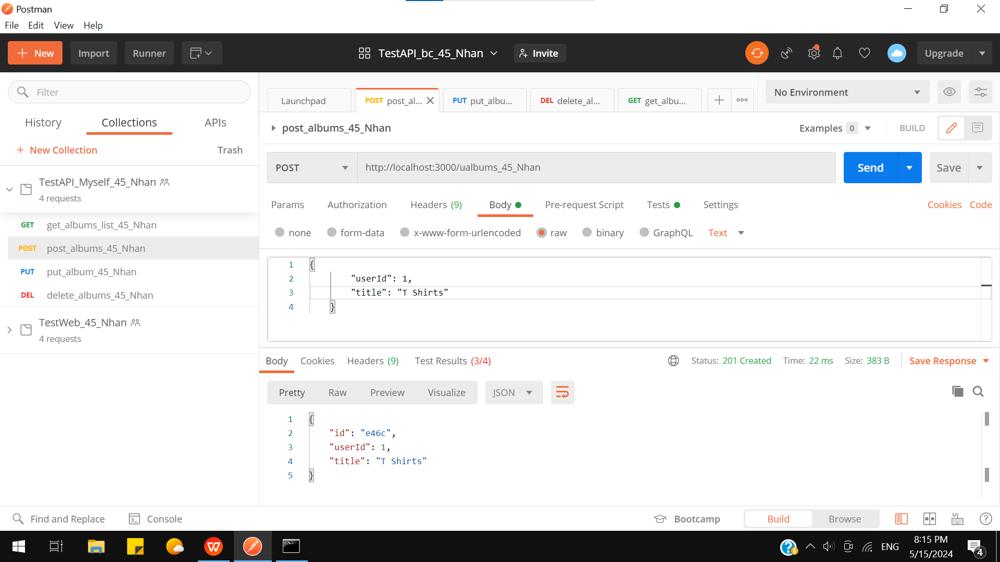 Postman
File Edit View Help
New Import Runner TestAPI_bc_45_Nhan Invite Upgrade
Filter
History Collections APIs
New Collection Trash
TestAPI_Myself_45_Nhan
4 requests
GET get_albums_list_45_Nhan
POST post_albums_45_Nhan
PUT put_album_45_Nhan
DEL delete_albums_45_Nhan
TestWeb_45_Nhan
4 requests
Launchpad POST post_al... PUT put_albu... DEL delete_al... GET get_albu... No Environment
post_albums_45_Nhan Examples 0 BUILD
POST http://localhost:3000/ualbums_45_Nhan Send Save
Params Authorization Headers (9) Body Pre-request Script Tests Settings Cookies Code
none form-data x-www-form-urlencoded raw binary GraphQL Text
1 {
2 "userId": 1,
3 "title": "T Shirts"
4 }
Body Cookies Headers (9) Test Results (3/4) Status: 201 Created Time: 22 ms Size: 383 B Save Response
Pretty Raw Preview Visualize JSON
1 {
2 "id": "e46c",
3 "userId": 1,
4 "title": "T Shirts"
5 }
Find and Replace Console Bootcamp Build Browse
ENG 8:15 PM
5/15/2024 4